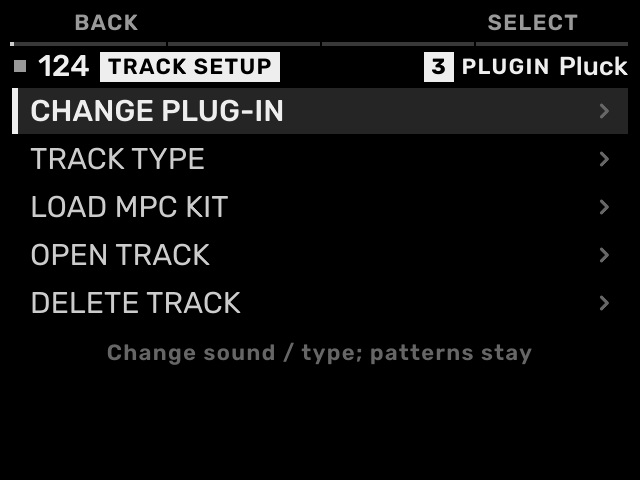 BACK SELECT
124 TRACK SETUP 3 PLUGIN Pluck
CHANGE PLUG-IN
TRACK TYPE
LOAD MPC KIT
OPEN TRACK
DELETE TRACK
Change sound / type; patterns stay